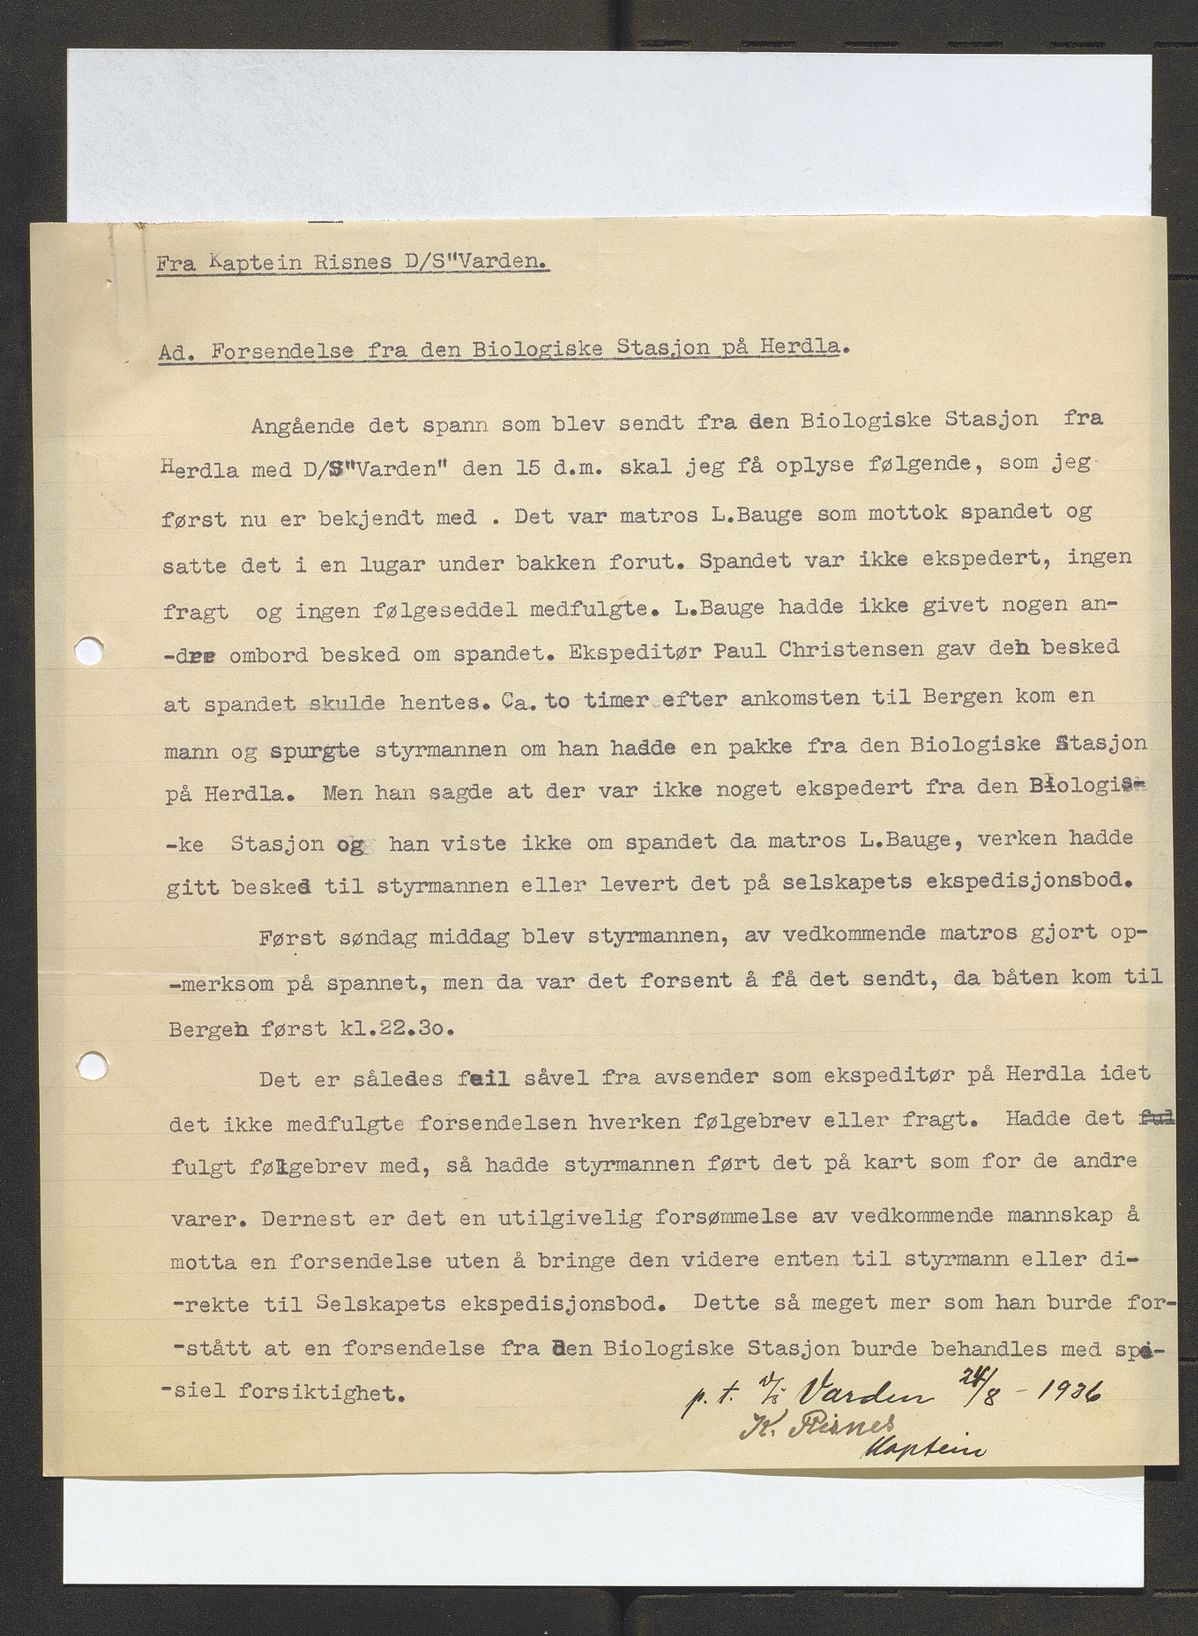 Fra Kaptein Risnes D/S"Varden.
Ad. Forsendelse fra den Biologiske Stasjon på Herdla.
Angående det spann som blev sendt fra den Biologiske Stasjon fra
Herdla med D/S"Varden" den 15 d.m. skal jeg få oplyse følgende, som jeg
først nu er bekjendt med . Det var matros L.Bauge som mottok spandet og
satte det i en lugar under bakken forut. Spandet var ikke ekspedert, ingen
fragt og ingen følgeseddel medfulgte. L.Bauge hadde ikke givet nogen an-
-dre ombord besked om spandet. Ekspeditør Paul Christensen gav den besked
at spandet skulde hentes. Ca. to timer efter ankomsten til Bergen kom en
mann og spurgte styrmannen om han hadde en pakke fra den Biologiske Stasjon
på Herdla. Men han sagde at der var ikke noget ekspedert fra den Biologis-
-ke Stasjon og han viste ikke om spandet da matros L.Bauge, verken hadde
gitt besked til styrmannen eller levert det på selskapets ekspedisjonsbod.
Først søndag middag blev styrmannen, av vedkommende matros gjort op-
-merksom på spannet, men da var det forsent å få det sendt, da båten kom til
Bergen først kl.22.3o.
Det er således feil såvel fra avsender som ekspeditør på Herdla idet
det ikke medfulgte forsendelsen hverken følgebrev eller fragt. Hadde det ful
fulgt følgebrev med, så hadde styrmannen ført det på kart som for de andre
varer. Dernest er det en utilgivelig forsømmelse av vedkommende mannskap å
motta en forsendelse uten å bringe den videre enten til styrmann eller di-
-rekte til Selskapets ekspedisjonsbod. Dette så meget mer som han burde for-
-stått at en forsendelse fra den Biologiske Stasjon burde behandles med spe-
-siel forsiktighet.
p. t. D/S Varden 24/8 - 1936
K. Risnes
Kaptein